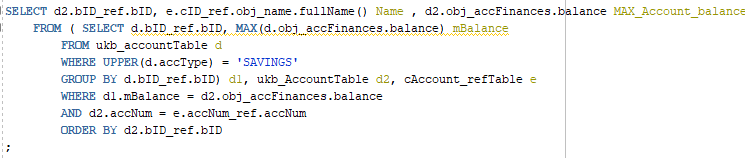 SELECT d2.bID_ref.bID, e.cID_ref.obj_name.fullName() Name , d2.obj_accFinances.balance MAX_Account_balance
FROM ( SELECT d.bID_ref.bID, MAX(d.obj_accFinances.balance) mBalance
FROM ukb_accountTable d
WHERE UPPER(d.accType) = 'SAVINGS'
GROUP BY d.bID_ref.bID) d1, ukb_AccountTable d2, cAccount_refTable e
WHERE d1.mBalance = d2.obj_accFinances.balance
AND d2.accNum = e.accNum_ref.accNum
ORDER BY d2.bID_ref.bID
;